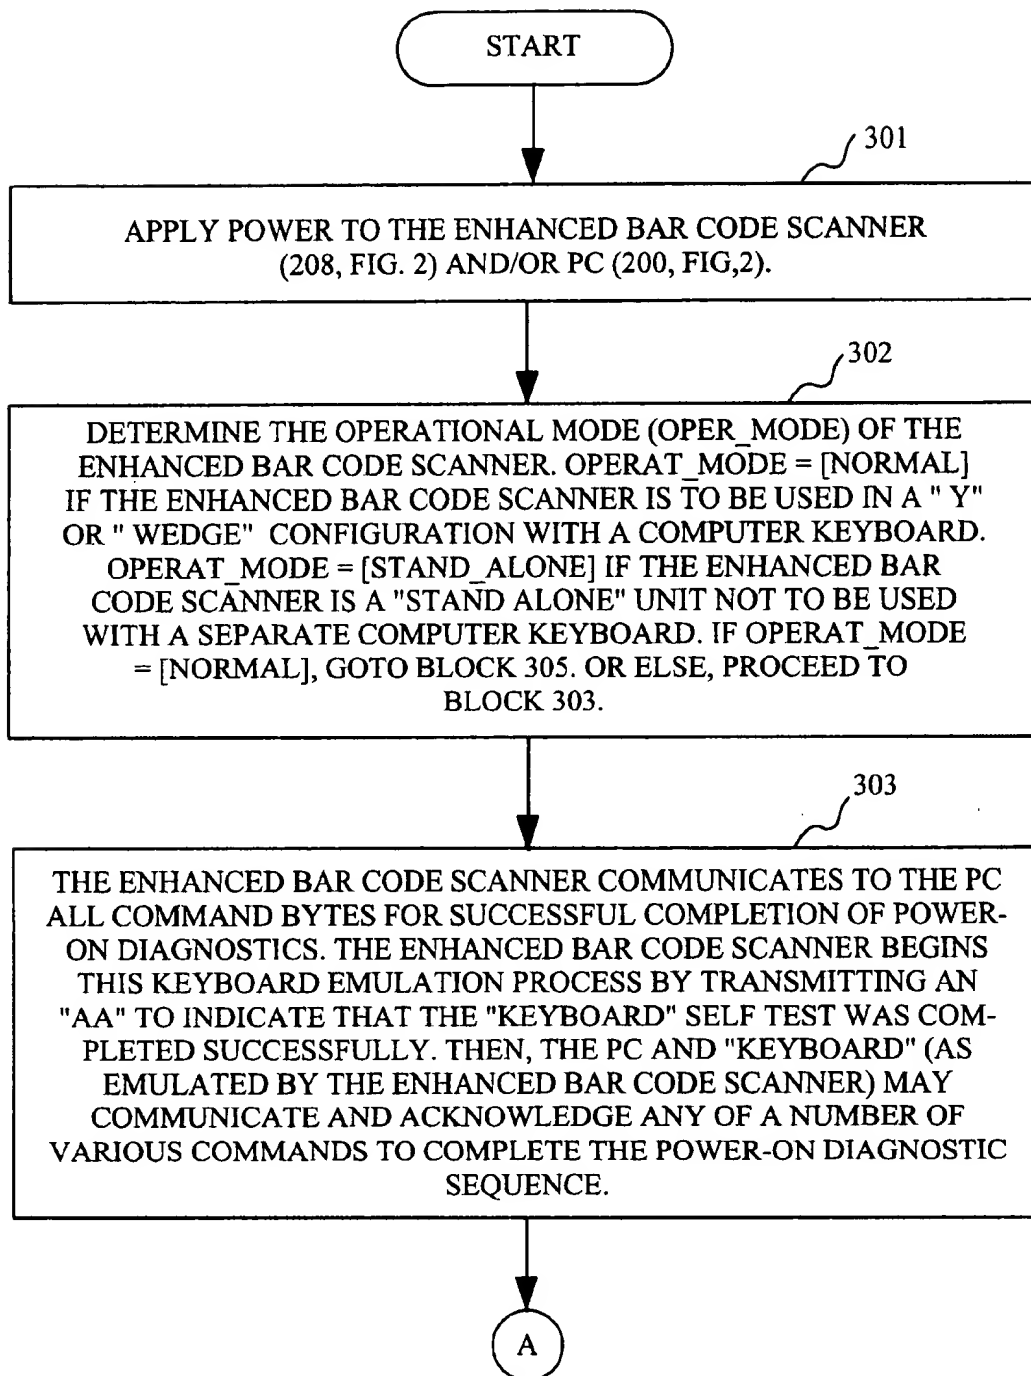 START
301
APPLY POWER TO THE ENHANCED BAR CODE SCANNER
(208, FIG. 2) AND/OR PC (200, FIG,2).
302
DETERMINE THE OPERATIONAL MODE (OPER_MODE) OF THE
ENHANCED BAR CODE SCANNER. OPERAT_MODE = [NORMAL]
IF THE ENHANCED BAR CODE SCANNER IS TO BE USED IN A " Y"
OR " WEDGE" CONFIGURATION WITH A COMPUTER KEYBOARD.
OPERAT_MODE = [STAND_ALONE] IF THE ENHANCED BAR
CODE SCANNER IS A "STAND ALONE" UNIT NOT TO BE USED
WITH A SEPARATE COMPUTER KEYBOARD. IF OPERAT_MODE
= [NORMAL], GOTO BLOCK 305. OR ELSE, PROCEED TO
BLOCK 303.
303
THE ENHANCED BAR CODE SCANNER COMMUNICATES TO THE PC
ALL COMMAND BYTES FOR SUCCESSFUL COMPLETION OF POWER-
ON DIAGNOSTICS. THE ENHANCED BAR CODE SCANNER BEGINS
THIS KEYBOARD EMULATION PROCESS BY TRANSMITTING AN
"AA" TO INDICATE THAT THE "KEYBOARD" SELF TEST WAS COM-
PLETED SUCCESSFULLY. THEN, THE PC AND "KEYBOARD" (AS
EMULATED BY THE ENHANCED BAR CODE SCANNER) MAY
COMMUNICATE AND ACKNOWLEDGE ANY OF A NUMBER OF
VARIOUS COMMANDS TO COMPLETE THE POWER-ON DIAGNOSTIC
SEQUENCE.
A